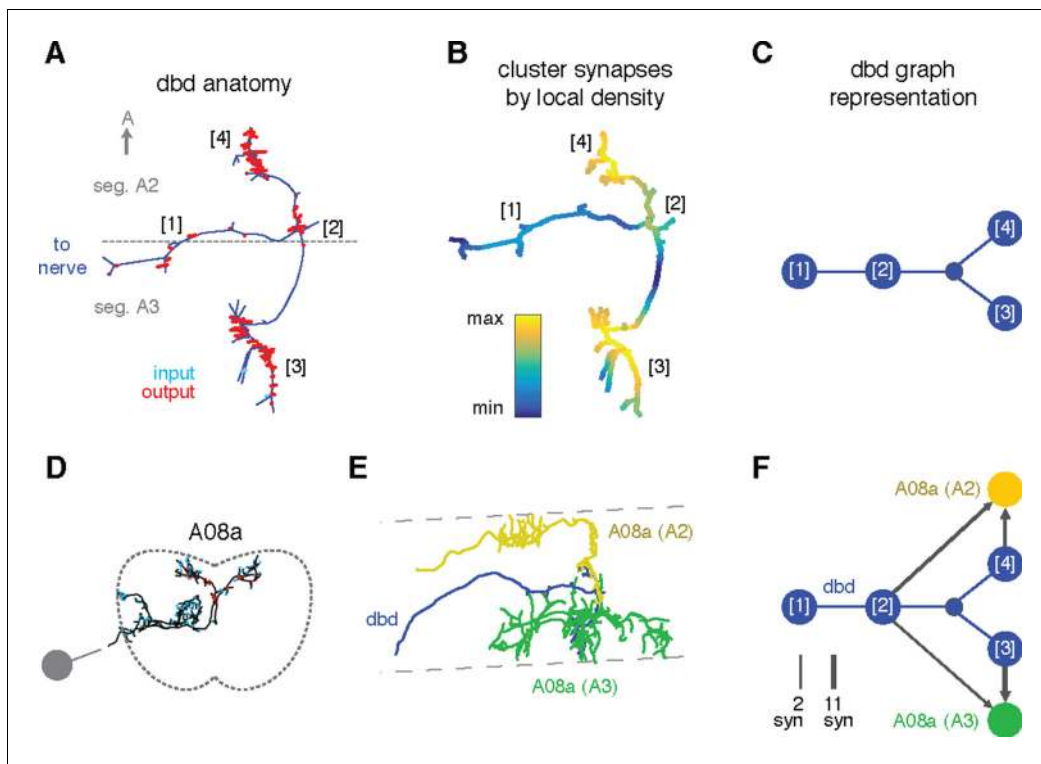 A
dbd anatomy
A
[4]
seg. A2
[1]
[2]
to
nerve
seg. A3
[3]
input
output
B
cluster synapses
by local density
[4]
[1]
[2]
max
min
[3]
C
dbd graph
representation
[4]
[1]
[2]
[3]
D
A08a
E
A08a (A2)
dbd
A08a (A3)
F
A08a (A2)
[4]
dbd
[1]
[2]
[3]
2
syn
11
syn
A08a (A3)